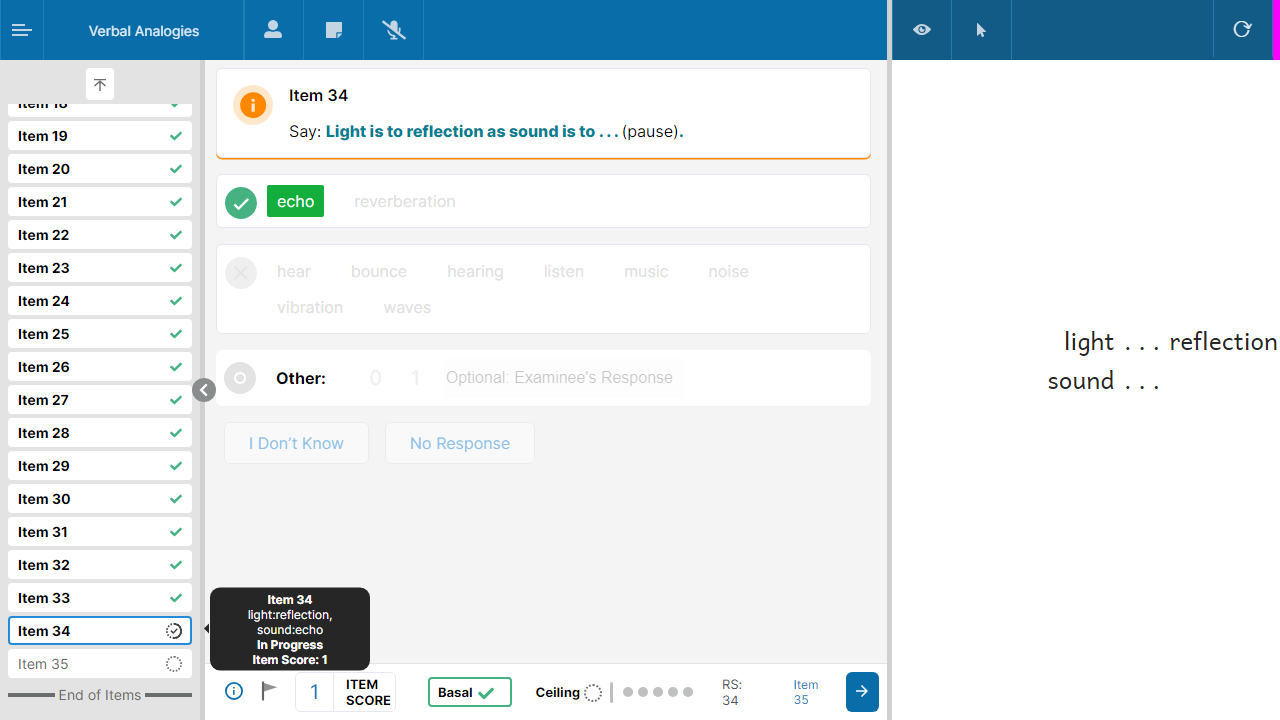 Verbal Analogies
Item 18
Item 19
Item 20
Item 21
Item 22
Item 23
Item 24
Item 25
Item 26
Item 27
Item 28
Item 29
Item 30
Item 31
Item 32
Item 33
Item 34
Item 35
End of Items
Item 34
Say: Light is to reflection as sound is to . . . (pause).
echo reverberation
hear bounce hearing listen music noise
vibration waves
Other: 0 1 Optional: Examinee's Response
I Don't Know No Response
Item 34
light:reflection,
sound:echo
In Progress
Item Score: 1
1 ITEM SCORE
Basal
Ceiling
RS: 34
Item 35
light . . . reflection
sound . . .